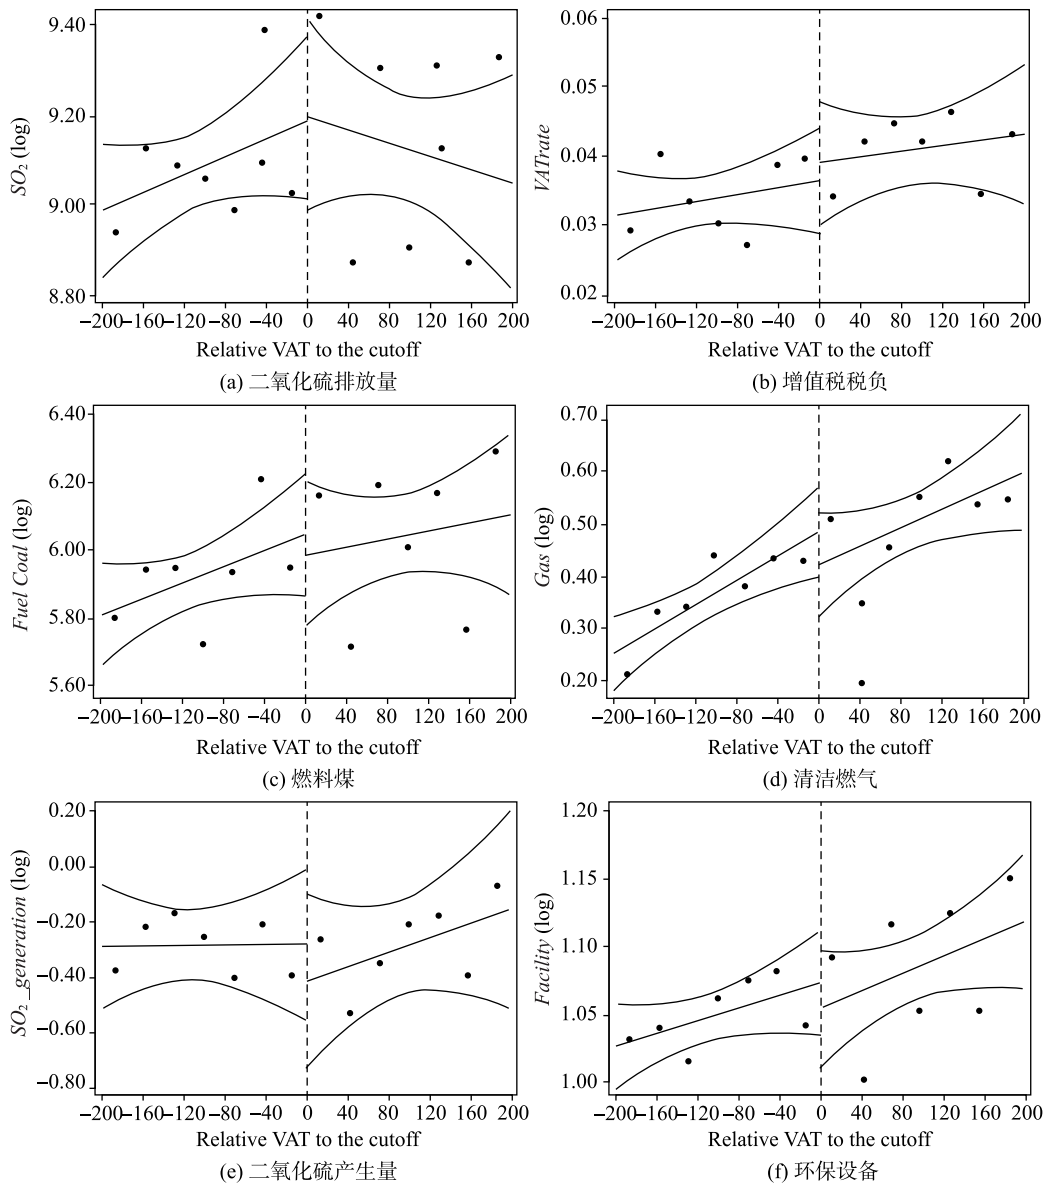 SO₂ (log)
9.40
9.20
9.00
8.80
−200 −160 −120 −80 −40 0 40 80 120 160 200
Relative VAT to the cutoff
(a) 二氧化硫排放量
VATrate
0.06
0.05
0.04
0.03
0.02
−200 −160 −120 −80 −40 0 40 80 120 160 200
Relative VAT to the cutoff
(b) 增值税税负
Fuel Coal (log)
6.40
6.20
6.00
5.80
5.60
−200 −160 −120 −80 −40 0 40 80 120 160 200
Relative VAT to the cutoff
(c) 燃料煤
Gas (log)
0.70
0.60
0.50
0.40
0.30
0.20
−200 −160 −120 −80 −40 0 40 80 120 160 200
Relative VAT to the cutoff
(d) 清洁燃气
SO₂_generation (log)
0.20
0.00
−0.20
−0.40
−0.60
−0.80
−200 −160 −120 −80 −40 0 40 80 120 160 200
Relative VAT to the cutoff
(e) 二氧化硫产生量
Facility (log)
1.20
1.15
1.10
1.05
1.00
−200 −160 −120 −80 −40 0 40 80 120 160 200
Relative VAT to the cutoff
(f) 环保设备